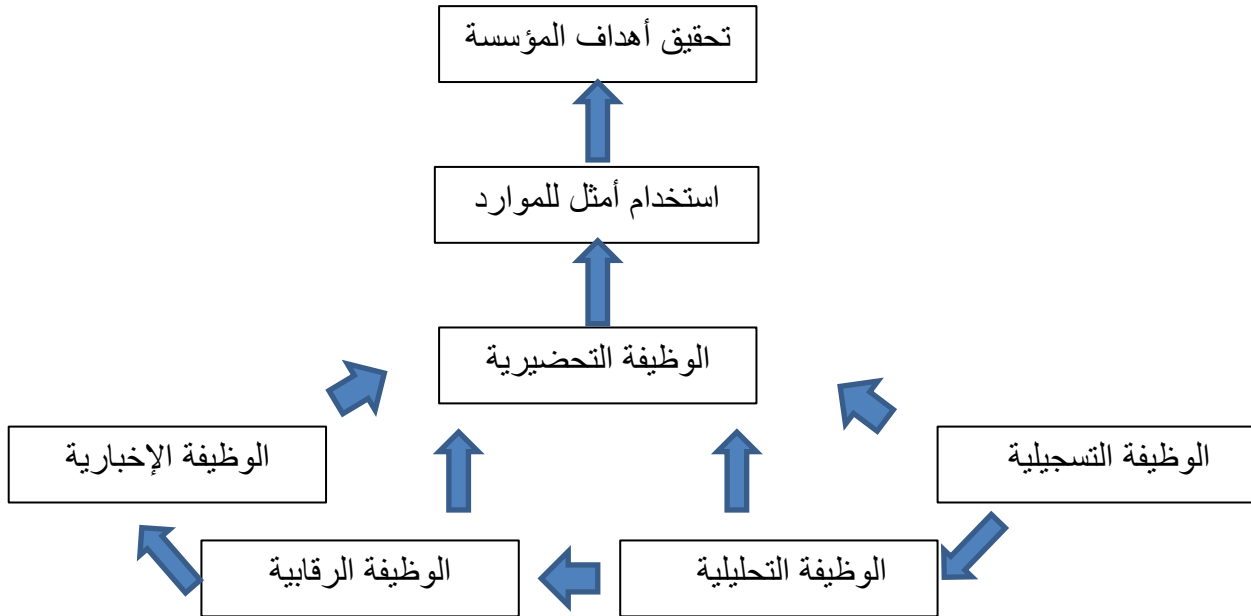 تحقيق أهداف المؤسسة
استخدام أمثل للموارد
الوظيفة التحضيرية
الوظيفة التسجيلية
الوظيفة الإخبارية
الوظيفة التحليلية
الوظيفة الرقابية